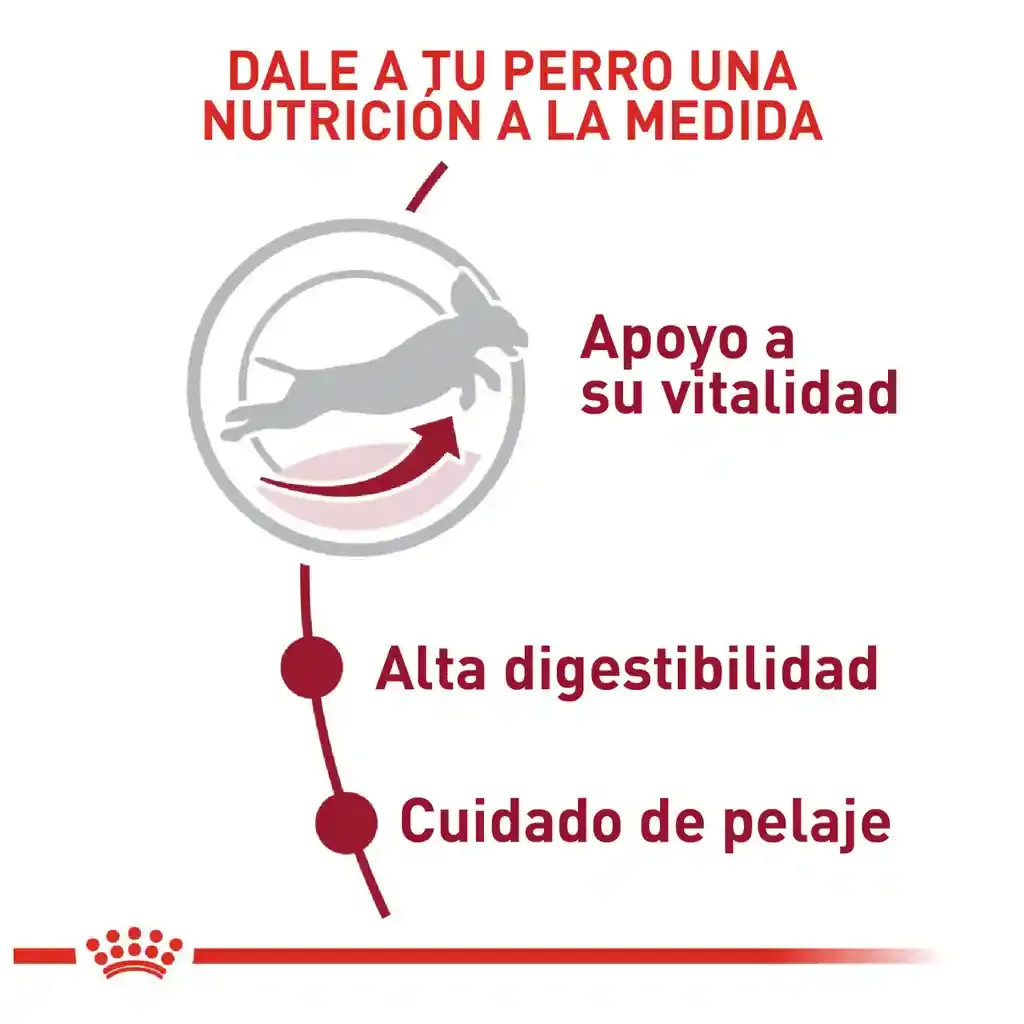 DALE A TU PERRO UNA
NUTRICIÓN A LA MEDIDA
Apoyo a
su vitalidad
Alta digestibilidad
Cuidado de pelaje